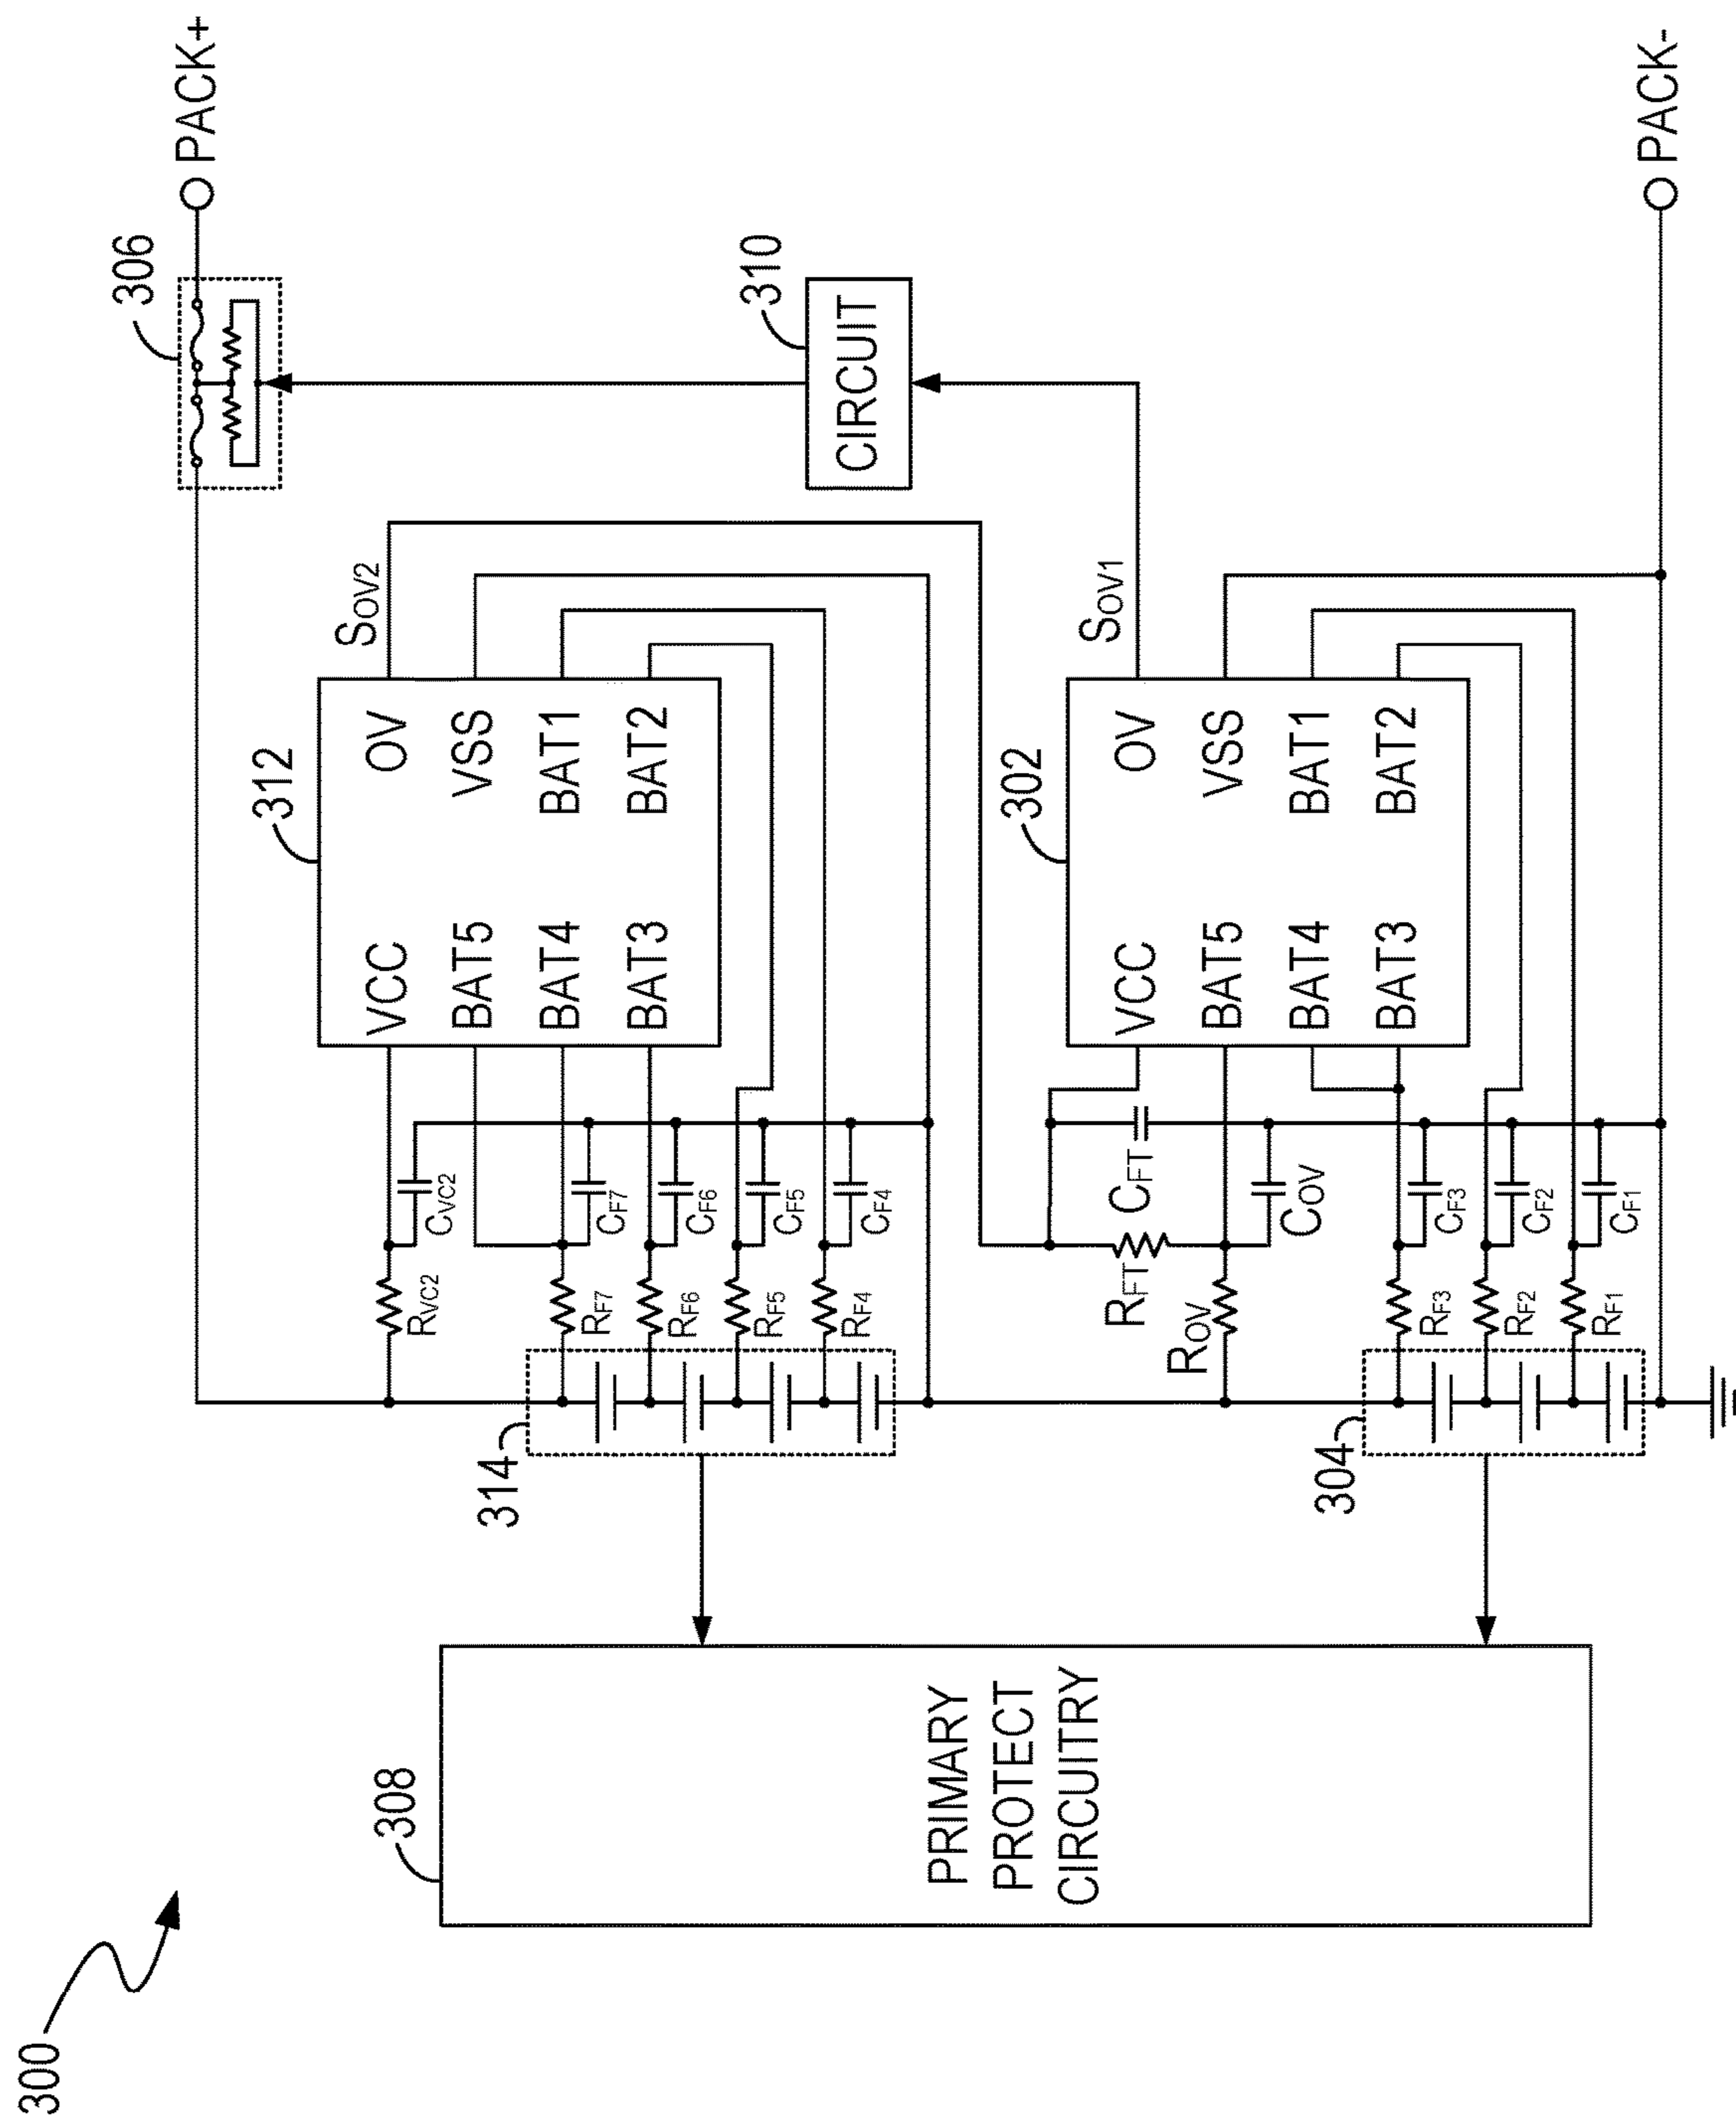 300
308
PRIMARY
PROTECT
CIRCUITRY
314
304
306
PACK+
PACK-
310
CIRCUIT
312
VCC
BAT5
BAT4
BAT3
OV
VSS
BAT1
BAT2
SOV2
RVC2
CVC2
RF7
CF7
RF6
CF6
RF5
CF5
RF4
CF4
302
VCC
BAT5
BAT4
BAT3
OV
VSS
BAT1
BAT2
SOV1
RFT
CFT
ROV
COV
RF3
CF3
RF2
CF2
RF1
CF1